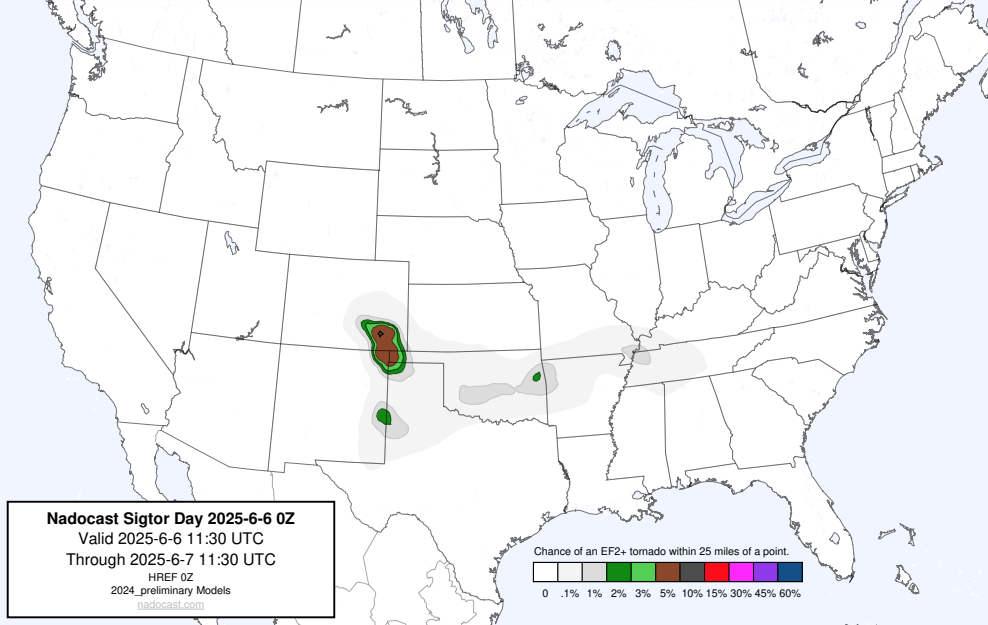 Nadocast Sigtor Day 2025-6-6 0Z
Valid 2025-6-6 11:30 UTC
Through 2025-6-7 11:30 UTC
HREF 0Z
2024_preliminary Models
nadocast.com
Chance of an EF2+ tornado within 25 miles of a point.
0 .1% 1% 2% 3% 5% 10% 15% 30% 45% 60%